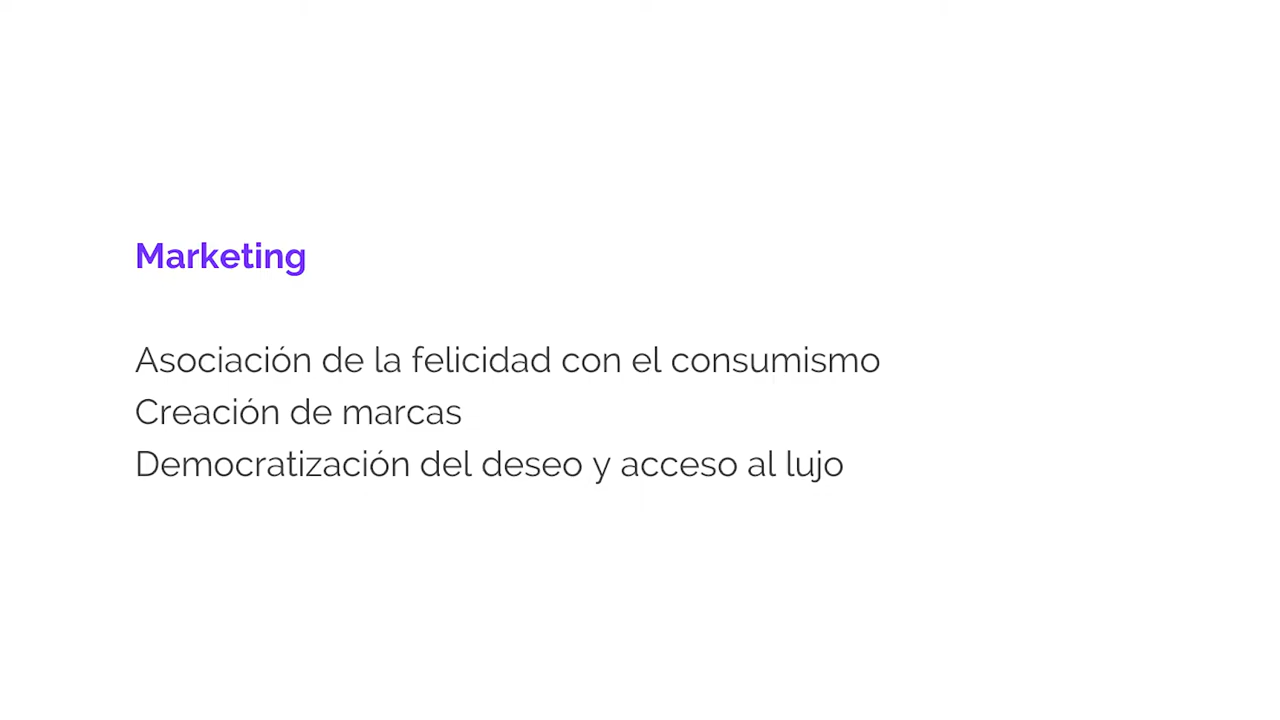 Marketing
Asociación de la felicidad con el consumismo
Creación de marcas
Democratización del deseo y acceso al lujo